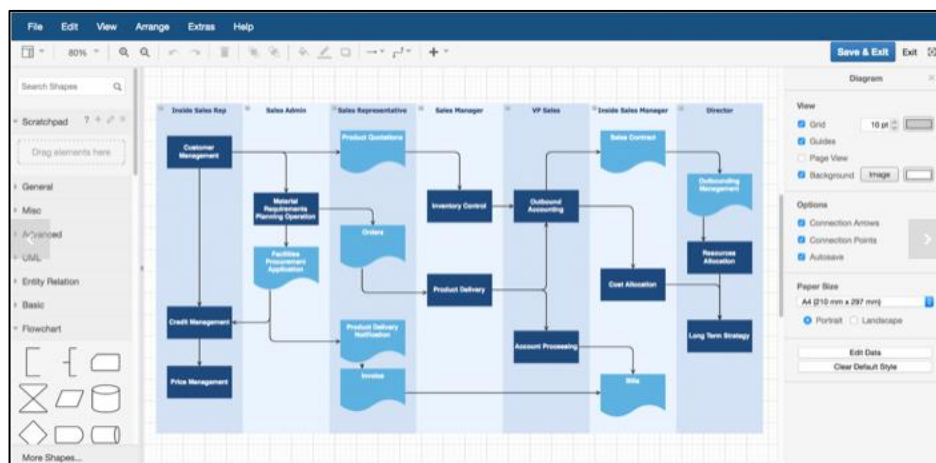 File Edit View Arrange Extras Help
80%
Save & Exit Exit
Search Shapes
Scratchpad ?
Drag elements here
General
Misc
Advanced
UML
Entity Relation
Basic
Flowchart
More Shapes...
Inside Sales Rep Sales Admin Sales Representative Sales Manager VP Sales Inside Sales Manager Director
Customer
Management
Product Quotations
Sales Contract
Material
Requirements
Planning Operation
Inventory Control
Outbound
Accounting
Outbounding
Management
Orders
Facilities
Procurement
Application
Resources
Allocation
Product Delivery
Cost Allocation
Credit Management
Product Delivery
Notification
Account Processing
Long Term Strategy
Price Management
Invoice
Bills
Diagram
View
Grid 10 pt
Guides
Page View
Background Image
Options
Connection Arrows
Connection Points
Autosave
Paper Size
A4 (210 mm x 297 mm)
Portrait Landscape
Edit Data
Clear Default Style